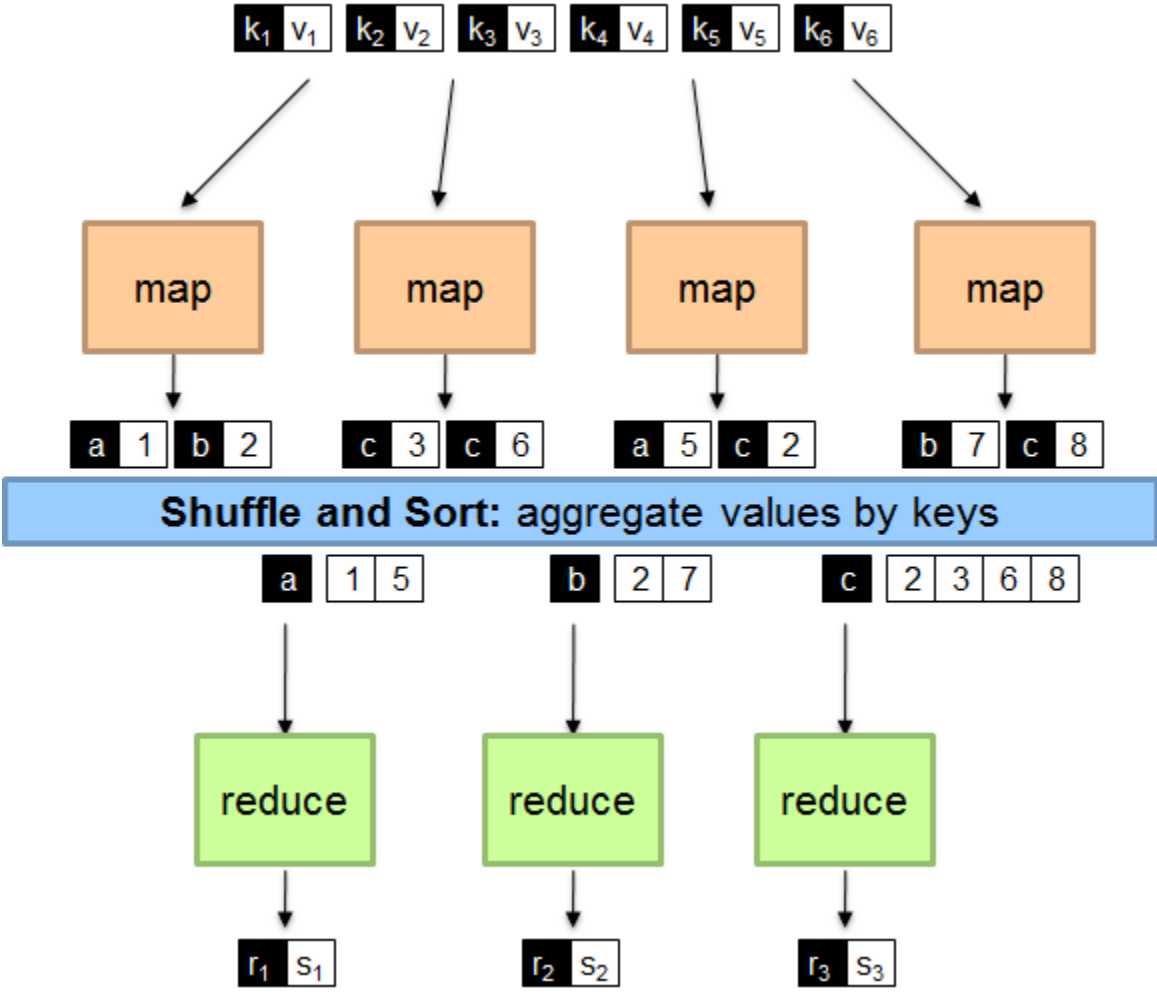 k₁ v₁ k₂ v₂ k₃ v₃ k₄ v₄ k₅ v₅ k₆ v₆
map map map map
a 1 b 2 c 3 c 6 a 5 c 2 b 7 c 8
Shuffle and Sort: aggregate values by keys
a 1 5 b 2 7 c 2 3 6 8
reduce reduce reduce
r₁ s₁ r₂ s₂ r₃ s₃